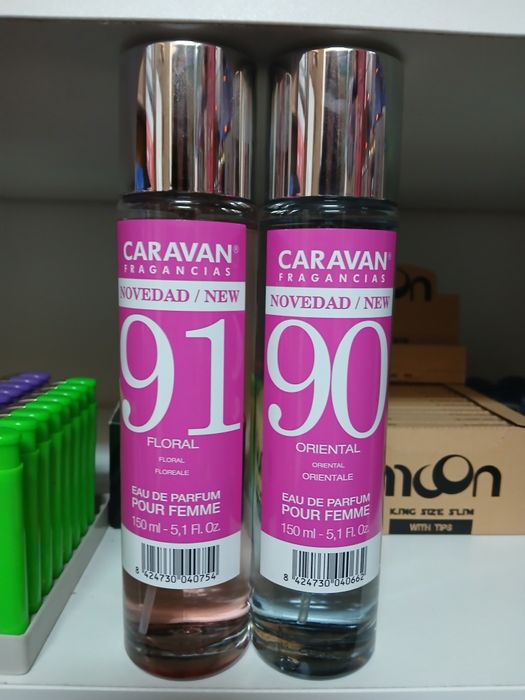 CARAVAN®
FRAGANCIAS
NOVEDAD / NEW
91
FLORAL
FLORAL
FLOREALE
EAU DE PARFUM
POUR FEMME
150 ml - 5,1 Fl. Oz.
8 424730 040754
CARAVAN®
FRAGANCIAS
NOVEDAD / NEW
90
ORIENTAL
ORIENTAL
ORIENTALE
EAU DE PARFUM
POUR FEMME
150 ml - 5,1 Fl. Oz.
8 424730 040662
moon
KING SIZE SLIM
WITH TIPS